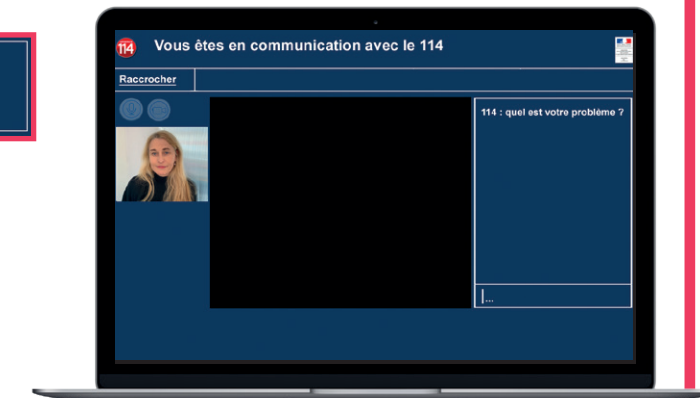 114
Vous êtes en communication avec le 114
Raccrocher
114 : quel est votre problème ?
...